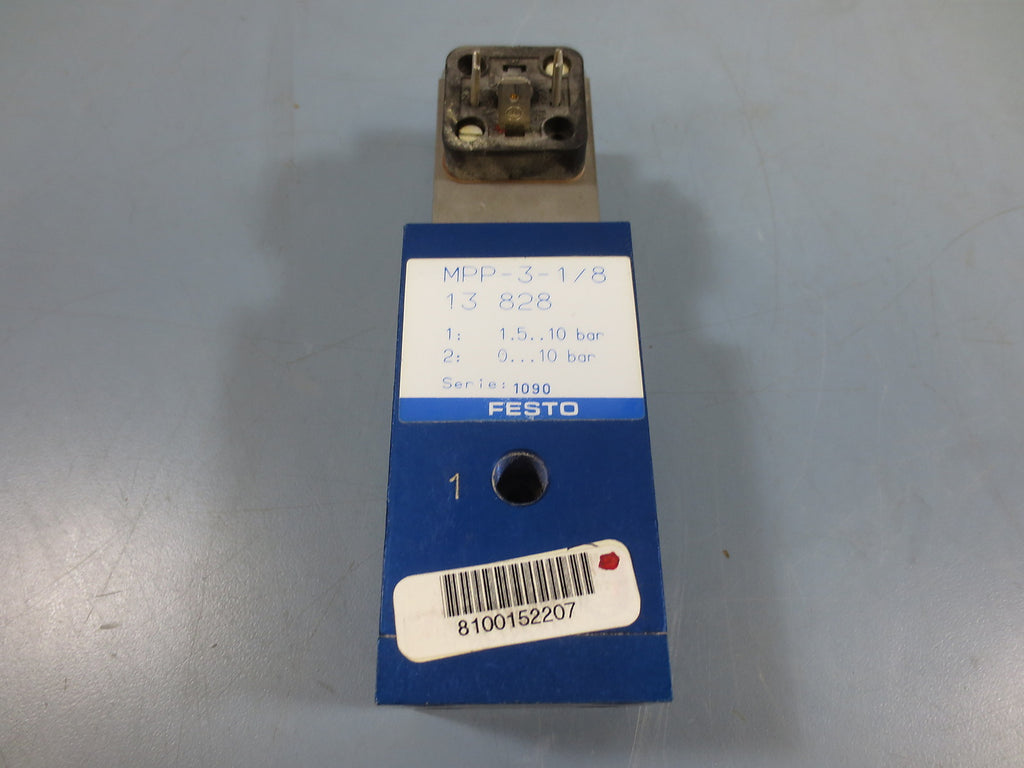 MPP-3-1/8
13 828
1: 1.5..10 bar
2: 0...10 bar
Serie: 1090
FESTO
1
8100152207